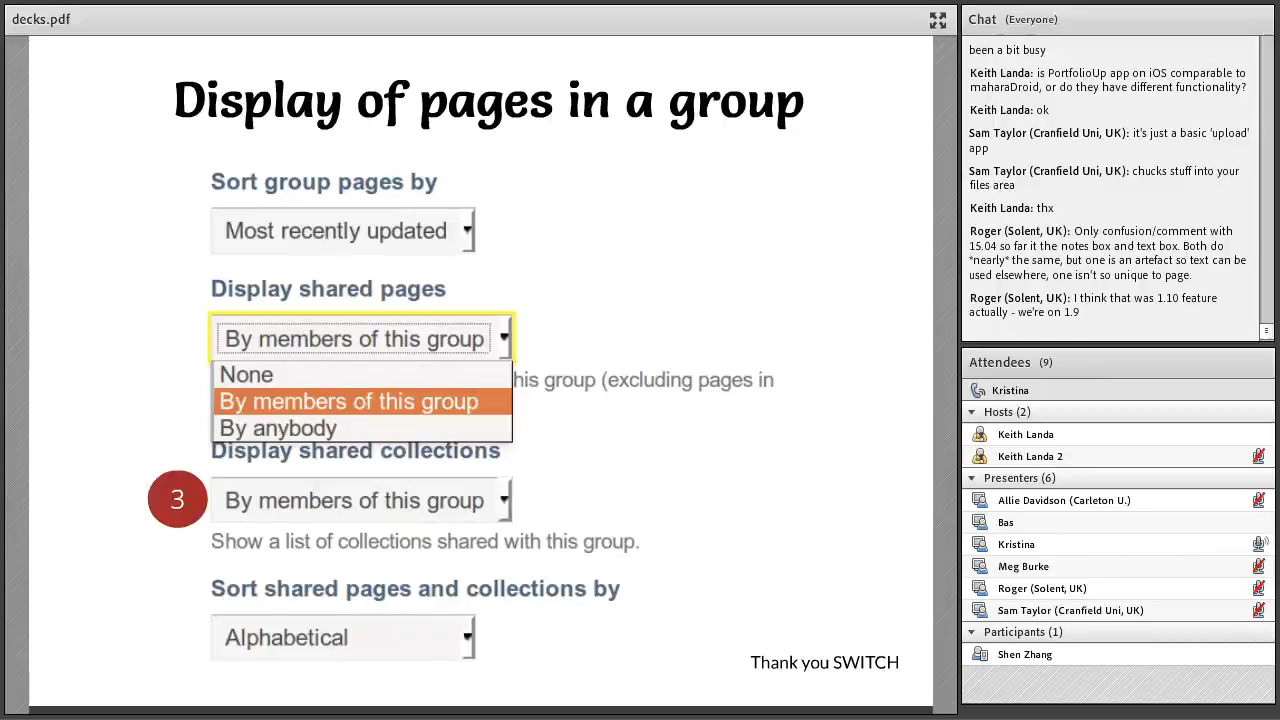 decks.pdf
Display of pages in a group
Sort group pages by
Most recently updated
Display shared pages
By members of this group
None
his group (excluding pages in
By members of this group
By anybody
Display shared collections
3
By members of this group
Show a list of collections shared with this group.
Sort shared pages and collections by
Alphabetical
Thank you SWITCH
Chat (Everyone)
been a bit busy
Keith Landa: is PortfolioUp app on iOS comparable to
maharaDroid, or do they have different functionality?
Keith Landa: ok
Sam Taylor (Cranfield Uni, UK): it's just a basic 'upload'
app
Sam Taylor (Cranfield Uni, UK): chucks stuff into your
files area
Keith Landa: thx
Roger (Solent, UK): Only confusion/comment with
15.04 so far it the notes box and text box. Both do
*nearly* the same, but one is an artefact so text can be
used elsewhere, one isn't so unique to page.
Roger (Solent, UK): I think that was 1.10 feature
actually - we're on 1.9
Attendees (9)
Kristina
Hosts (2)
Keith Landa
Keith Landa 2
Presenters (6)
Allie Davidson (Carleton U.)
Bas
Kristina
Meg Burke
Roger (Solent, UK)
Sam Taylor (Cranfield Uni, UK)
Participants (1)
Shen Zhang